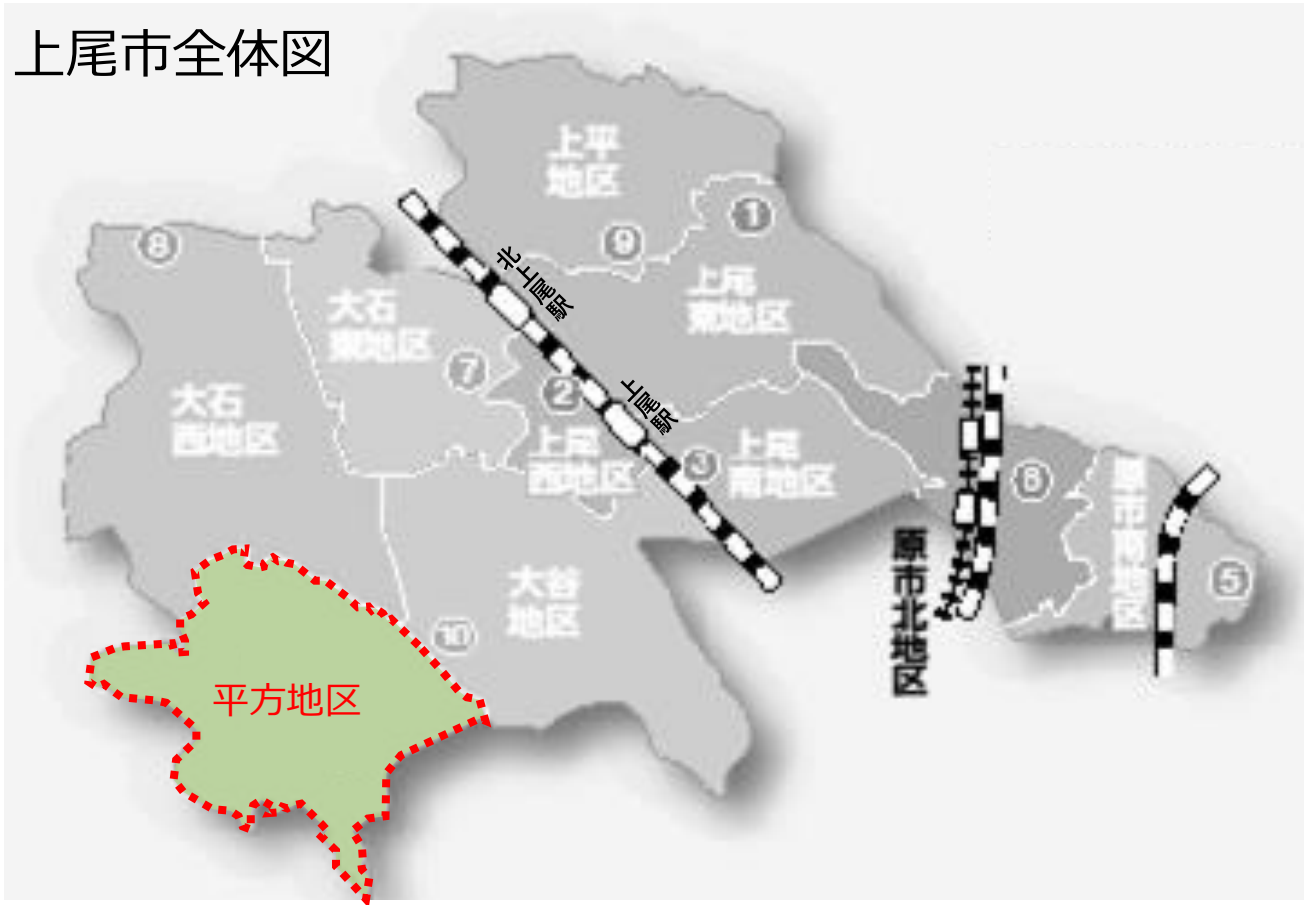 上尾市全体図
上平
地区
①
⑨
⑧
北上尾駅
上尾
東地区
大石
東地区
⑦
②
上尾駅
大石
西地区
上尾
西地区
③
上尾
南地区
⑥
原市南地区
原市北地区
⑤
大谷
地区
⑩
平方地区